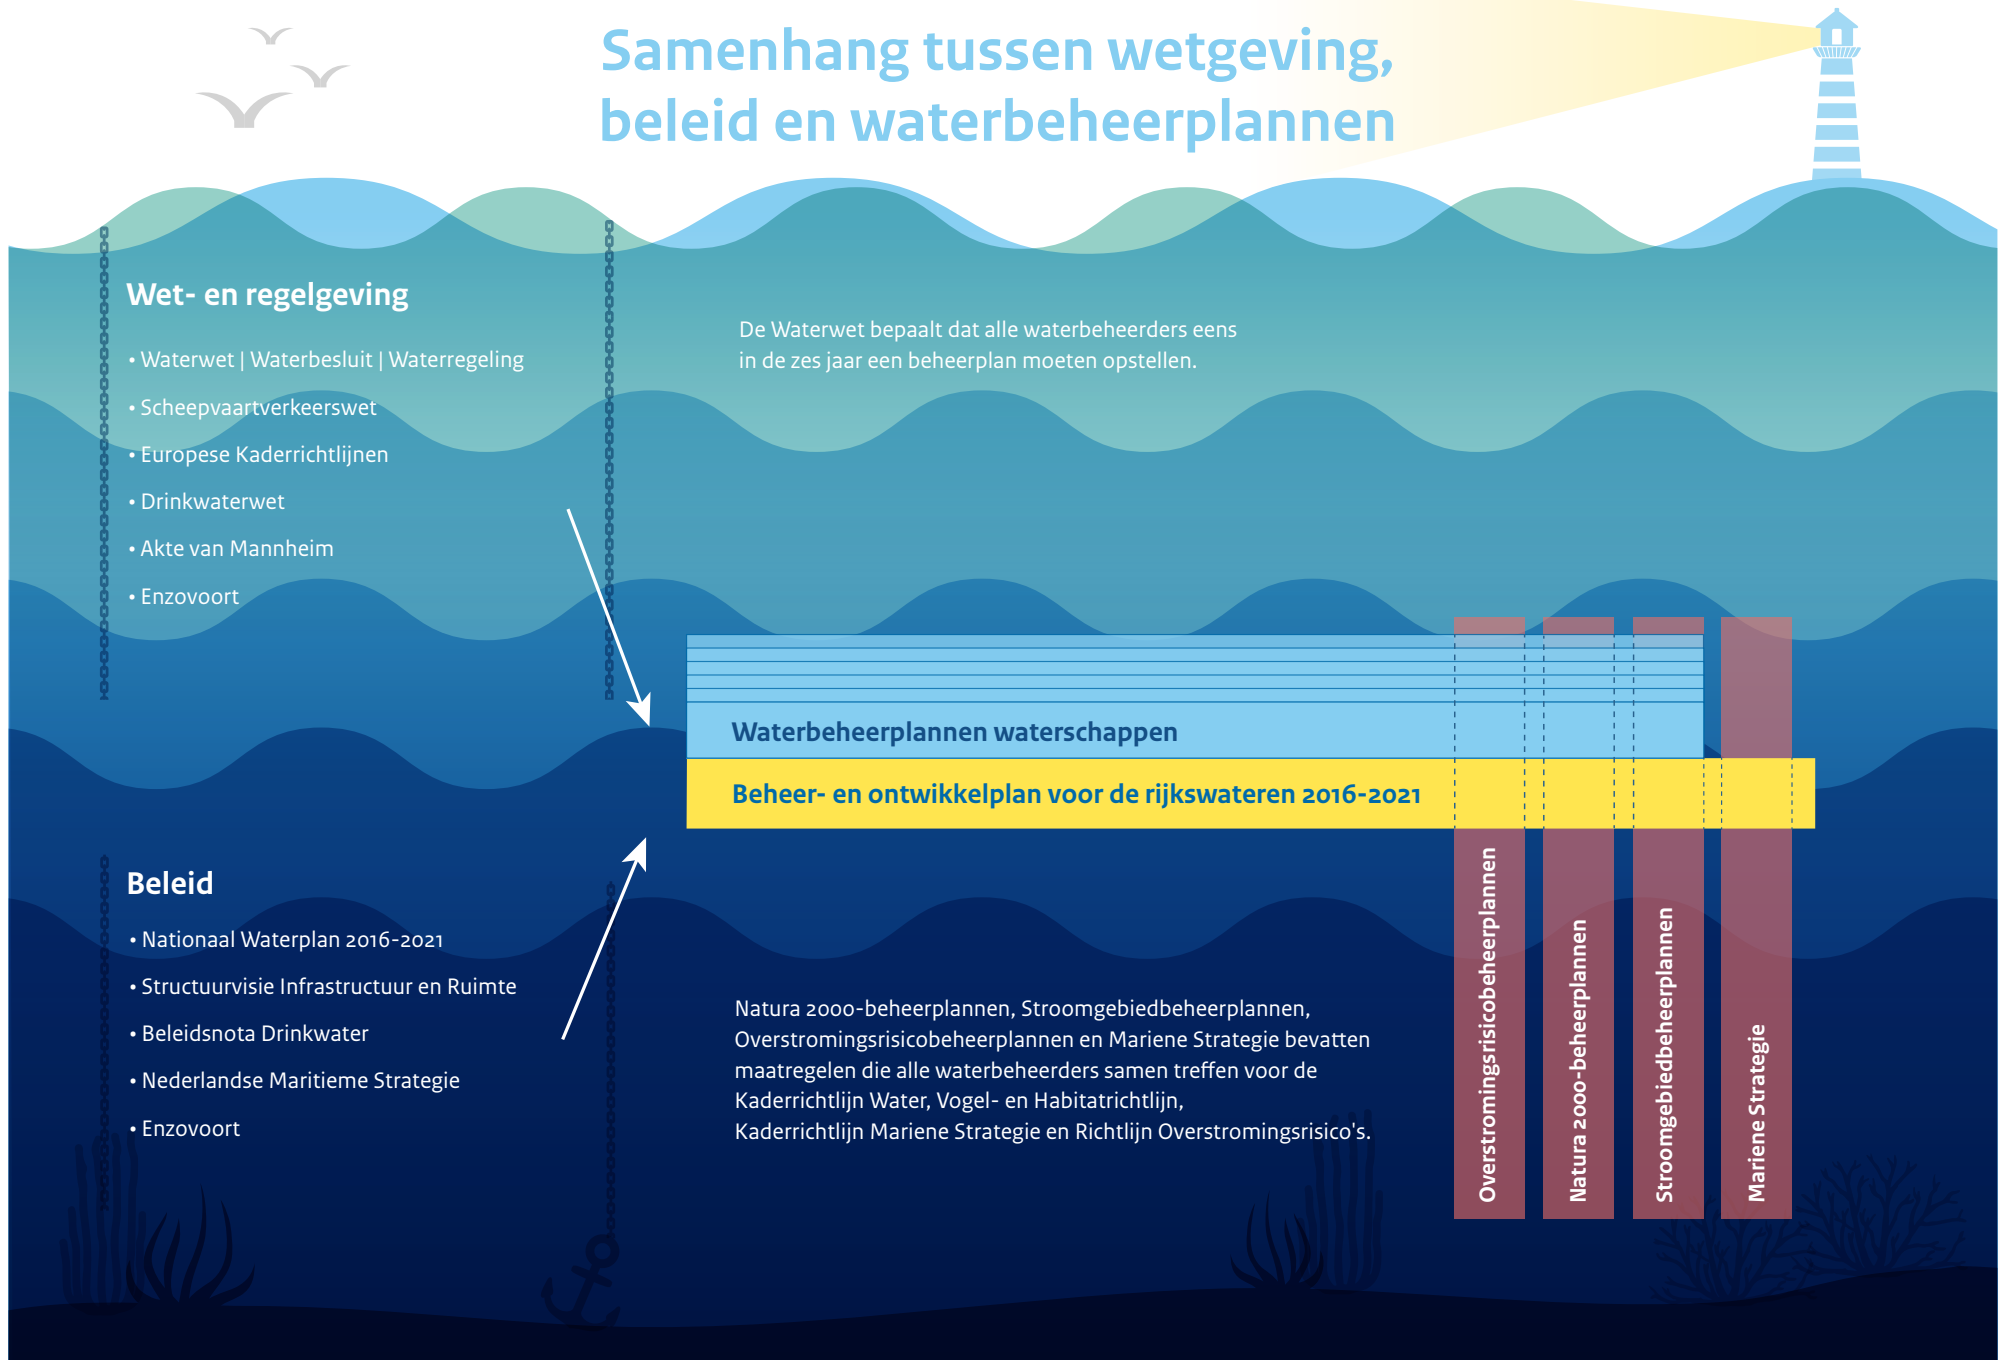 Samenhang tussen wetgeving,
beleid en waterbeheerplannen
Wet- en regelgeving
• Waterwet | Waterbesluit | Waterregeling
• Scheepvaartverkeerswet
• Europese Kaderrichtlijnen
• Drinkwaterwet
• Akte van Mannheim
• Enzovoort
De Waterwet bepaalt dat alle waterbeheerders eens
in de zes jaar een beheerplan moeten opstellen.
Waterbeheerplannen waterschappen
Beheer- en ontwikkelplan voor de rijkswateren 2016-2021
Beleid
• Nationaal Waterplan 2016-2021
• Structuurvisie Infrastructuur en Ruimte
• Beleidsnota Drinkwater
• Nederlandse Maritieme Strategie
• Enzovoort
Natura 2000-beheerplannen, Stroomgebiedbeheerplannen,
Overstromingsrisicobeheerplannen en Mariene Strategie bevatten
maatregelen die alle waterbeheerders samen treffen voor de
Kaderrichtlijn Water, Vogel- en Habitatrichtlijn,
Kaderrichtlijn Mariene Strategie en Richtlijn Overstromingsrisico's.
Overstromingsrisicobeheerplannen
Natura 2000-beheerplannen
Stroomgebiedbeheerplannen
Mariene Strategie